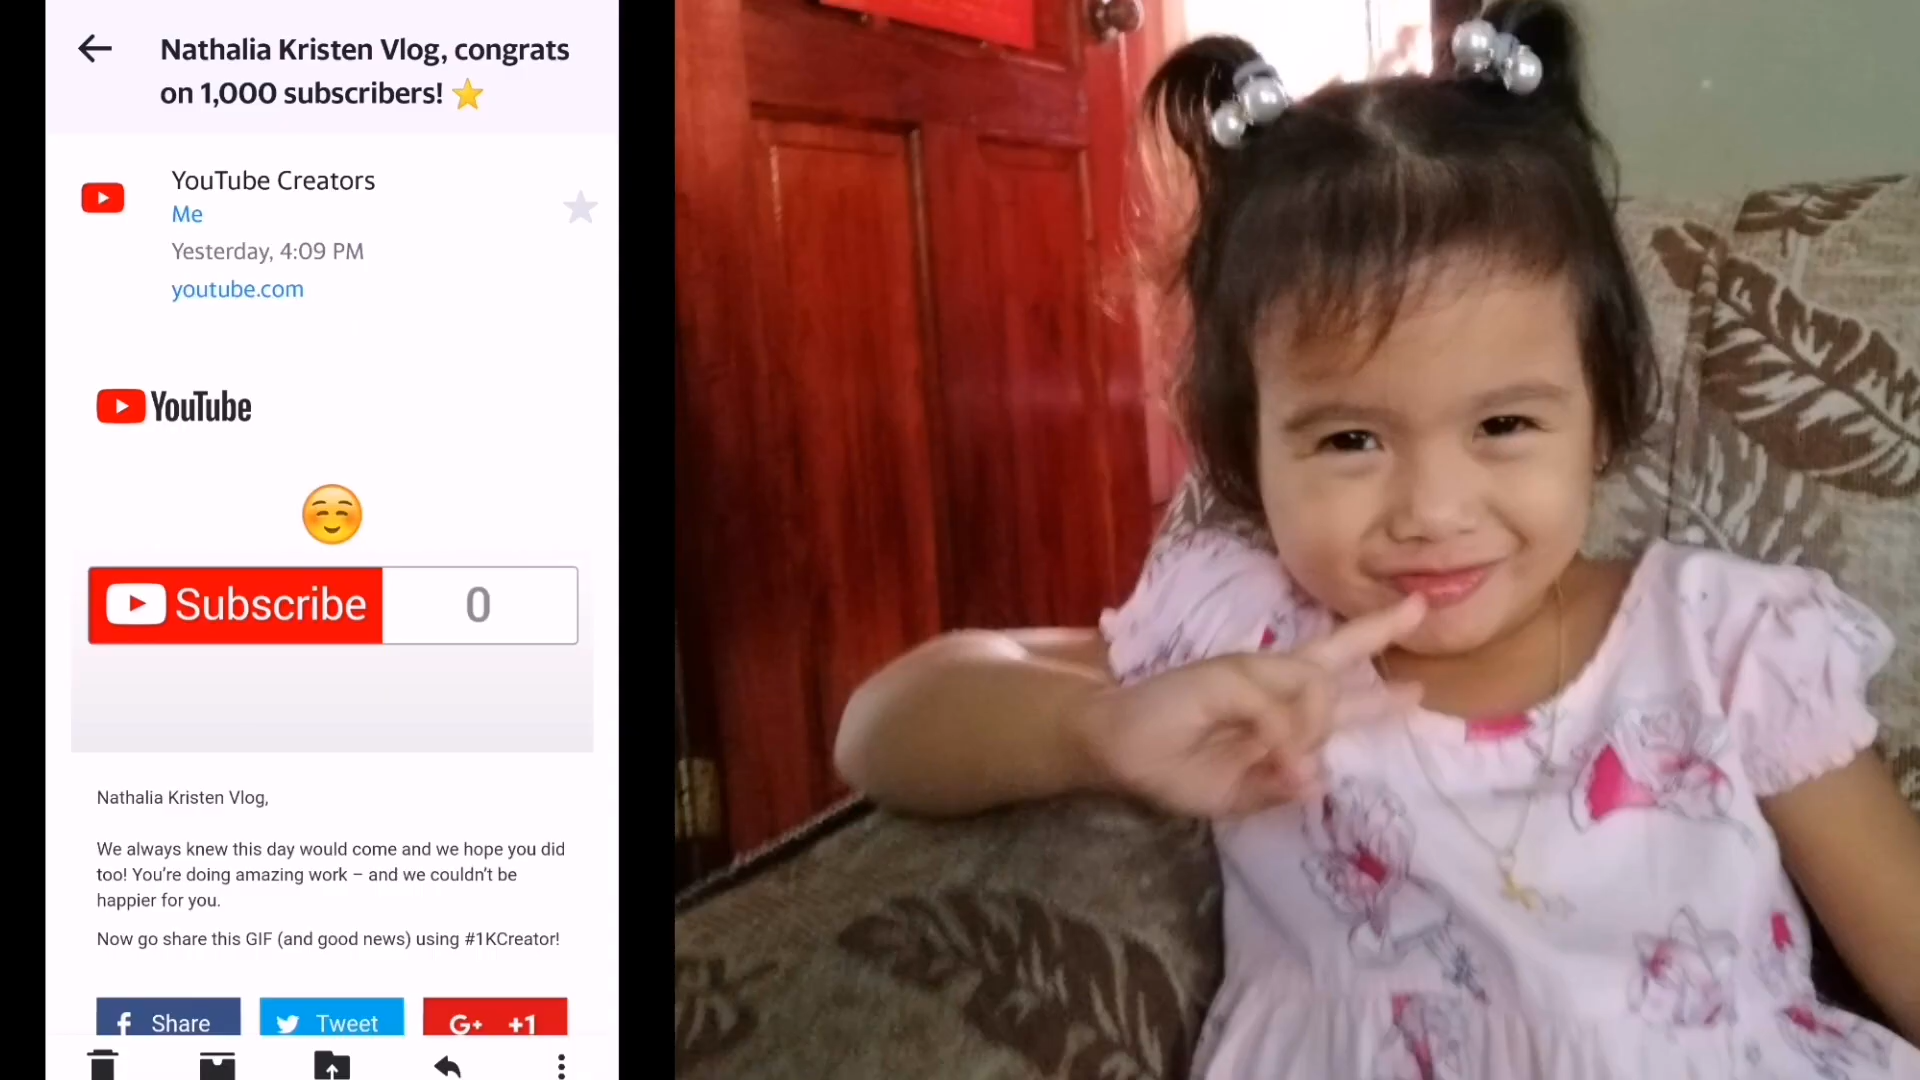 Nathalia Kristen Vlog, congrats
on 1,000 subscribers!
YouTube Creators
Me
Yesterday, 4:09 PM
youtube.com
YouTube
Subscribe 0
Nathalia Kristen Vlog,
We always knew this day would come and we hope you did
too! You're doing amazing work – and we couldn't be
happier for you.
Now go share this GIF (and good news) using #1KCreator!
f Share Tweet G+ +1